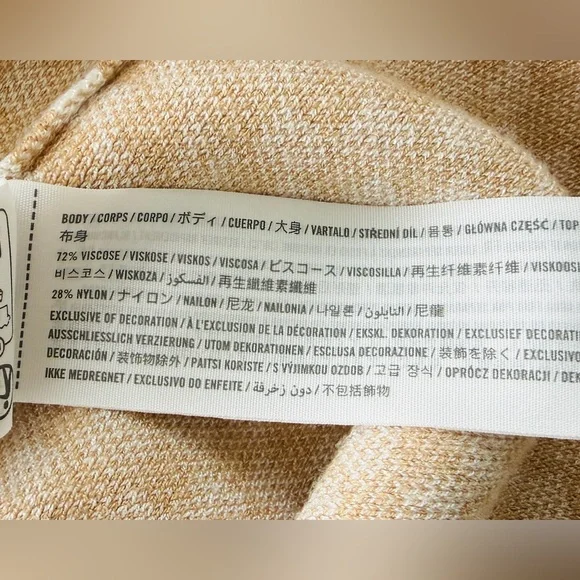 BODY / CORPS / CORPO / ボディ / CUERPO / 大身 / VARTALO / STŘEDNÍ DÍL / 몸통 / GŁÓWNA CZĘŚĆ / TOP
布身
72% VISCOSE / VISKOSE / VISKOS / VISCOSA / ビスコース / VISCOSILLA / 再生纤维素纤维 / VISKOOSI
비스코스 / WISKOZA / الفسكوز / 再生纖維素纖維
28% NYLON / ナイロン / NAILON / 尼龙 / NAILONIA / 나일론 / النايلون / 尼龍
EXCLUSIVE OF DECORATION / À L'EXCLUSION DE LA DÉCORATION / EKSKL. DEKORATION / EXCLUSIEF DECORATI
AUSSCHLIESSLICH VERZIERUNG / UTOM DEKORATIONEN / ESCLUSA DECORAZIONE / 装飾を除く / EXCLUSIVO
DECORACIÓN / 装饰物除外 / PAITSI KORISTE / S VÝJIMKOU OZDOB / 고급 장식 / OPRÓCZ DEKORACJI / DEK
IKKE MEDREGNET / EXCLUSIVO DO ENFEITE / دون زخرفة / 不包括飾物